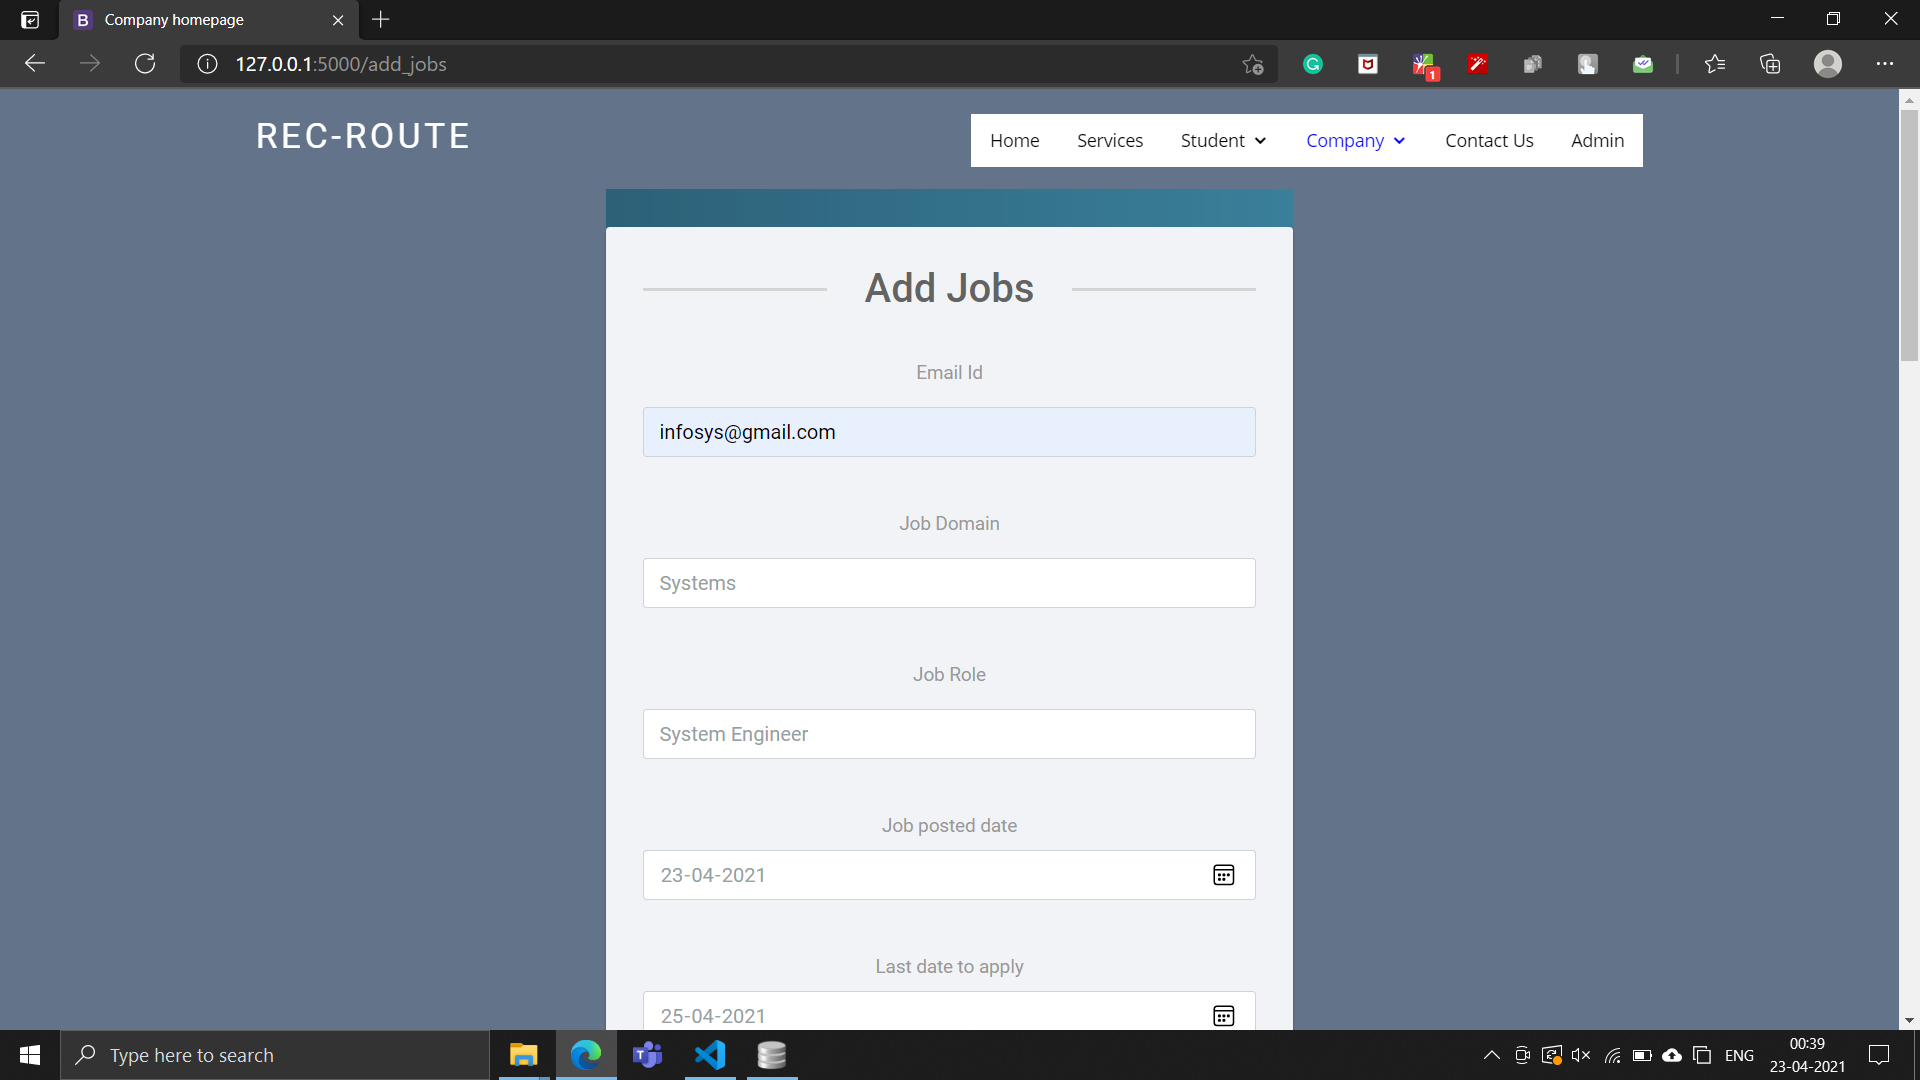 Company homepage
127.0.0.1:5000/add_jobs
1
REC-ROUTE
Home Services Student Company Contact Us Admin
Add Jobs
Email Id
infosys@gmail.com
Job Domain
Systems
Job Role
System Engineer
Job posted date
23-04-2021
Last date to apply
25-04-2021
Type here to search
ENG
00:39
23-04-2021